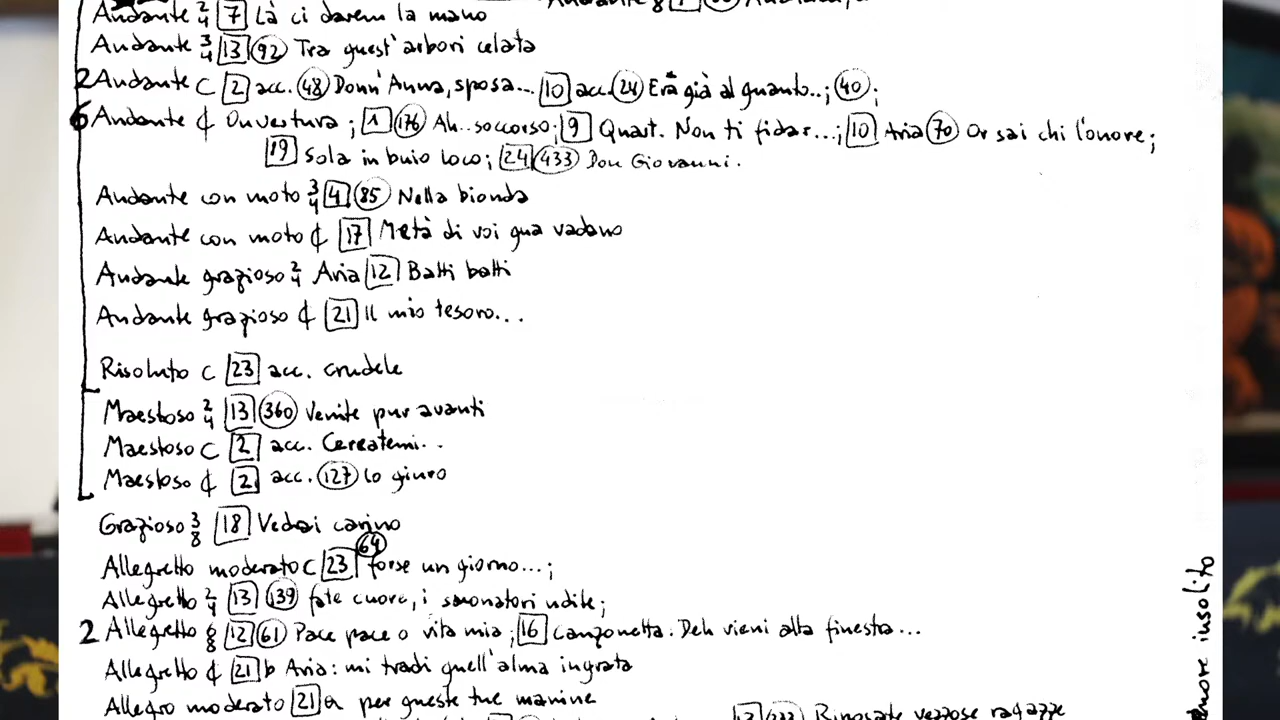 Andante 2/4 7 Là ci darem la mano
Andante 3/4 13 92 Tra quest'arbori celata
2 Andante C 2 acc. 48 Donn'Anna, sposa... 10 acc. 24 Era già al quanto..; 40;
6 Andante ¢ Ouvertura; 1 176 Ah.. soccorso; 9 Quart. Non ti fidar...; 10 Aria 70 Or sai chi l'onore;
19 Sola in buio loco; 24 433 Don Giovanni.
Andante con moto 3/4 4 85 Nella bionda
Andante con moto ¢ 17 Metà di voi qua vadano
Andante grazioso 2/4 Aria 12 Batti batti
Andante grazioso ¢ 21 Il mio tesoro...
Risoluto C 23 acc. crudele
Maestoso 2/4 13 360 Venite pur avanti
Maestoso C 2 acc. Cercatemi..
Maestoso ¢ 2 acc. 127 lo giuro
Grazioso 3/8 18 Vedrai carino
Allegretto moderato C 23 64 forse un giorno...;
Allegretto 2/4 13 139 fate cuore, i suonatori udite;
2 Allegretto 6/8 12 61 Pace pace o vita mia; 16 Canzonetta. Deh vieni alla finestra...
Allegretto ¢ 21 b Aria: mi tradì quell'alma ingrata
Allegro moderato 21 a per queste tue manine
13 Riposate vezzose ragazze
insolito